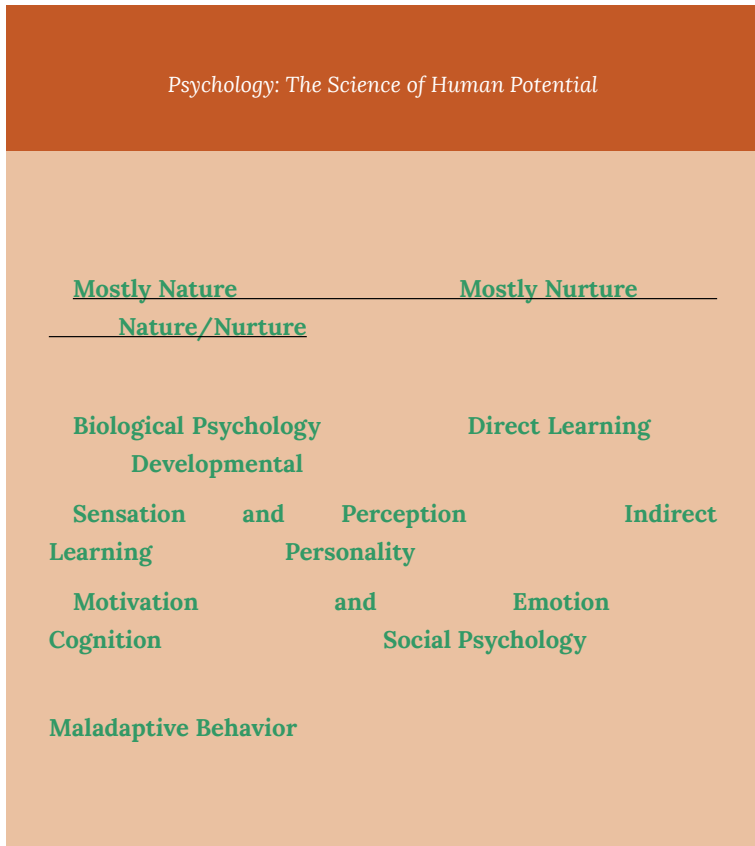 Psychology: The Science of Human Potential
Mostly Nature Mostly Nurture
Nature/Nurture
Biological Psychology Direct Learning
Developmental
Sensation and Perception Indirect
Learning Personality
Motivation and Emotion
Cognition Social Psychology
Maladaptive Behavior